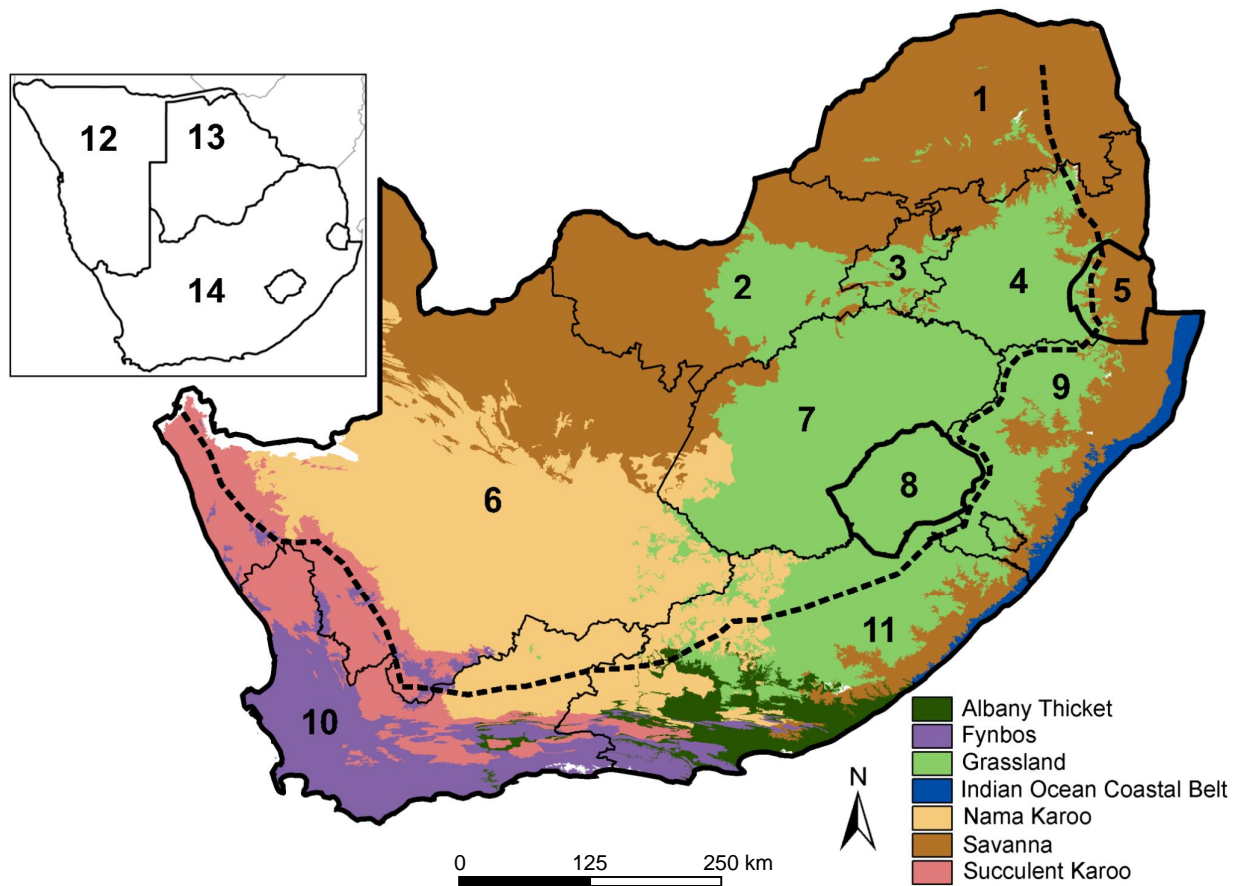 1
12
13
14
2
3
4
5
6
7
8
9
10
11
N
Albany Thicket
Fynbos
Grassland
Indian Ocean Coastal Belt
Nama Karoo
Savanna
Succulent Karoo
0 125 250 km